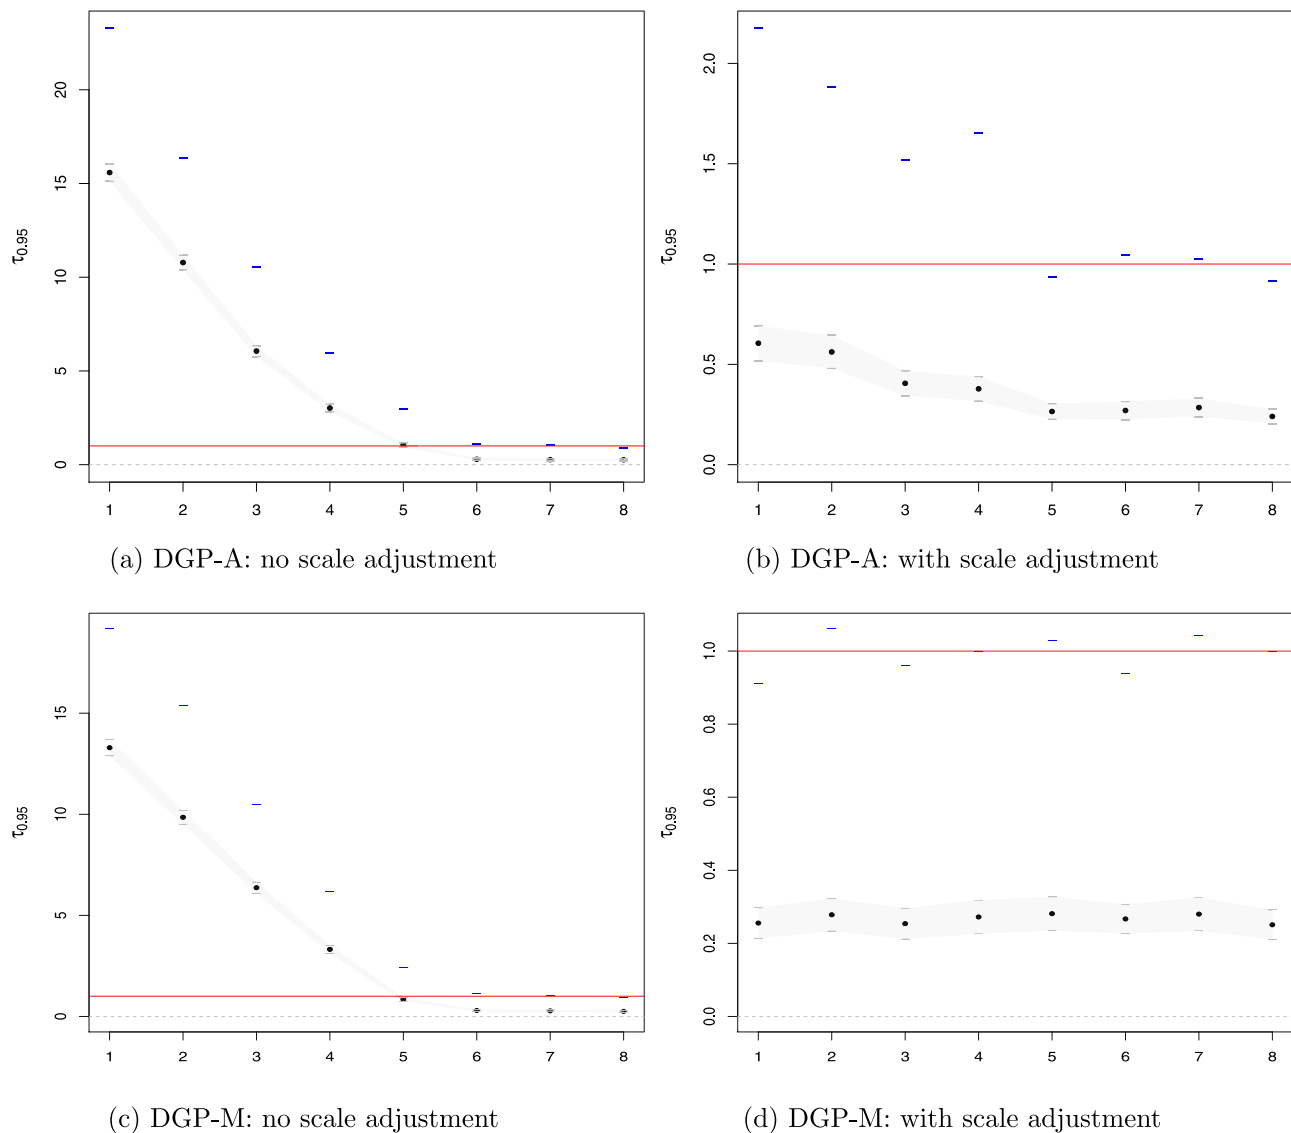 20
15
10
5
0
τ0.95
1 2 3 4 5 6 7 8
(a) DGP-A: no scale adjustment
2.0
1.5
1.0
0.5
0.0
τ0.95
1 2 3 4 5 6 7 8
(b) DGP-A: with scale adjustment
15
10
5
0
τ0.95
1 2 3 4 5 6 7 8
(c) DGP-M: no scale adjustment
1.0
0.8
0.6
0.4
0.2
0.0
τ0.95
1 2 3 4 5 6 7 8
(d) DGP-M: with scale adjustment